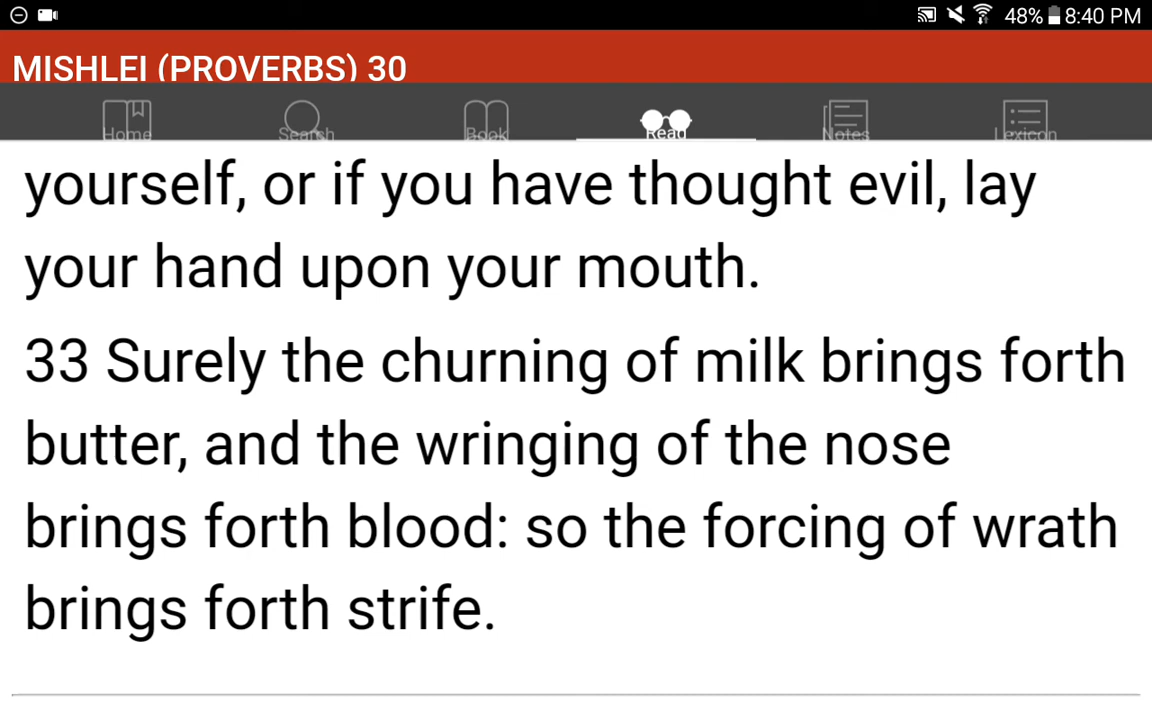 48% 8:40 PM
MISHLEI (PROVERBS) 30
Home Search Book Read Notes Lexicon
yourself, or if you have thought evil, lay
your hand upon your mouth.
33 Surely the churning of milk brings forth
butter, and the wringing of the nose
brings forth blood: so the forcing of wrath
brings forth strife.